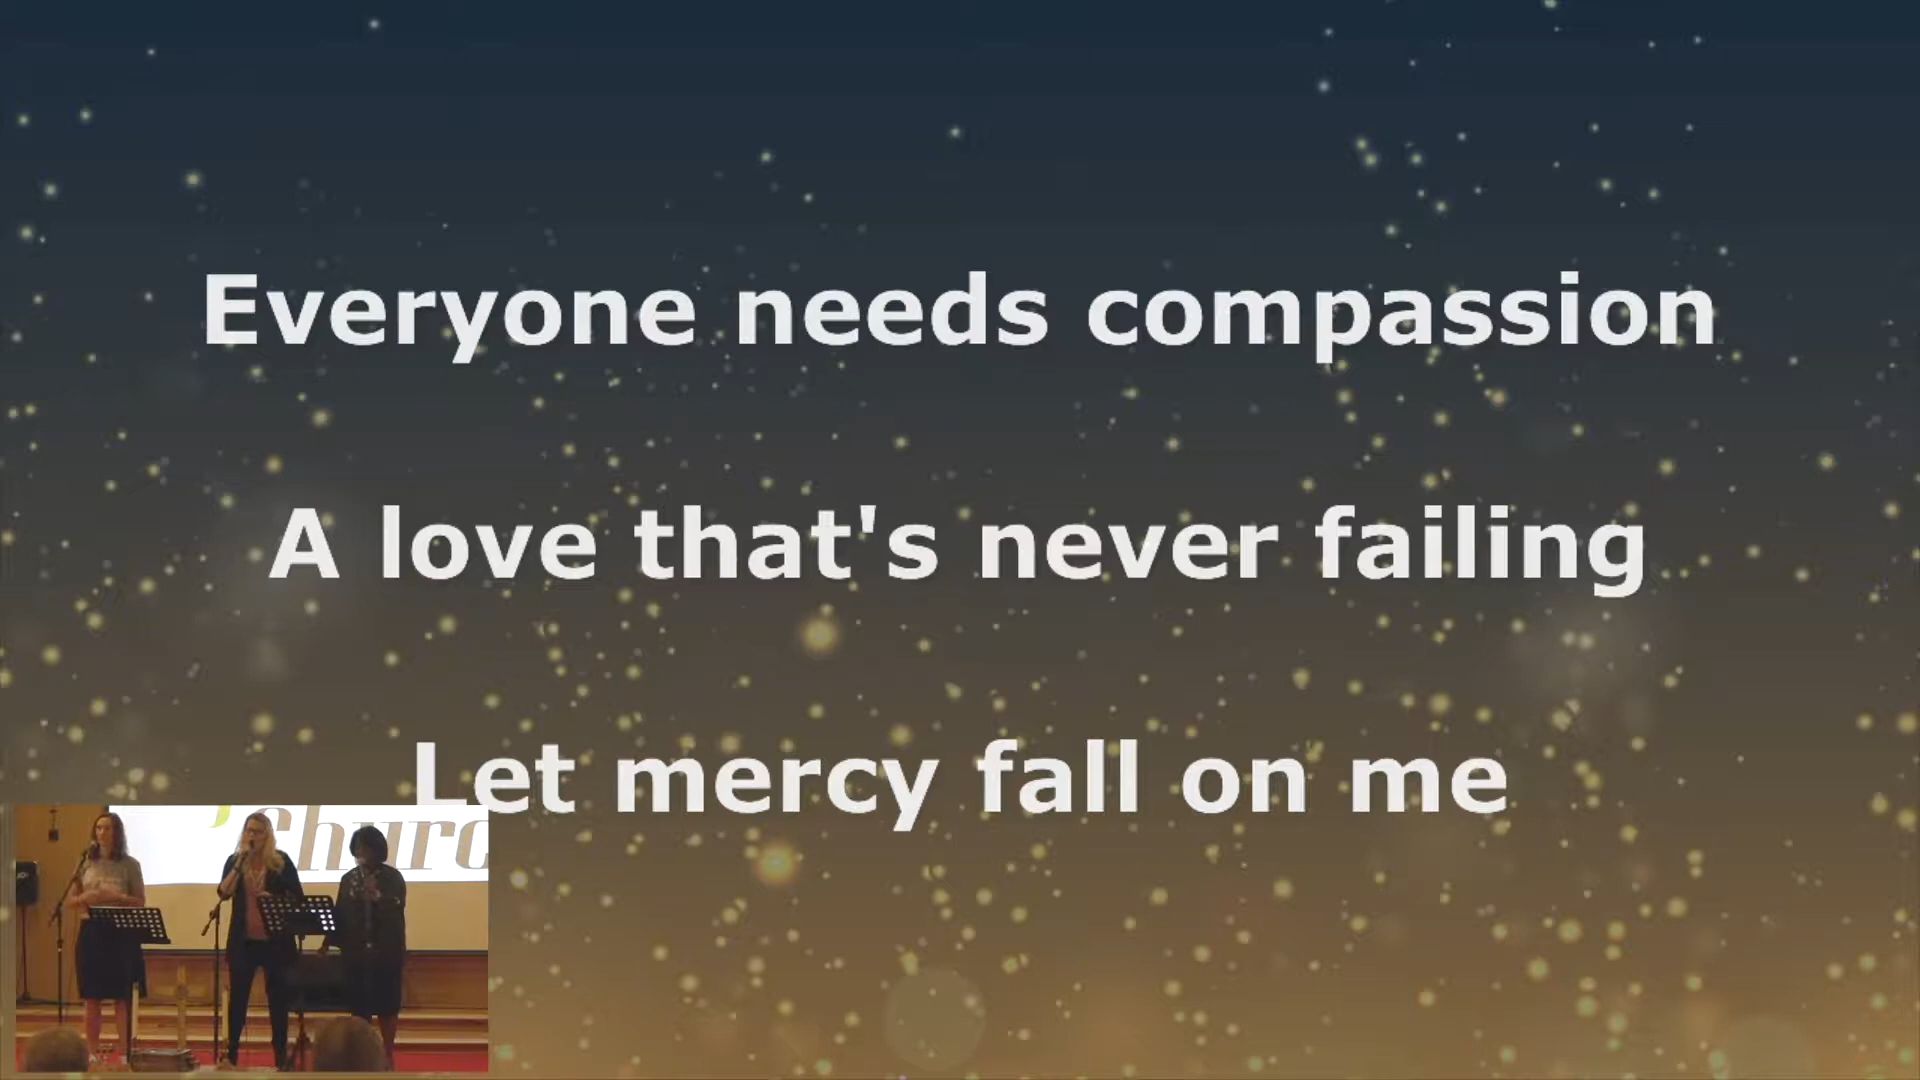 Everyone needs compassion
A love that's never failing
Let mercy fall on me